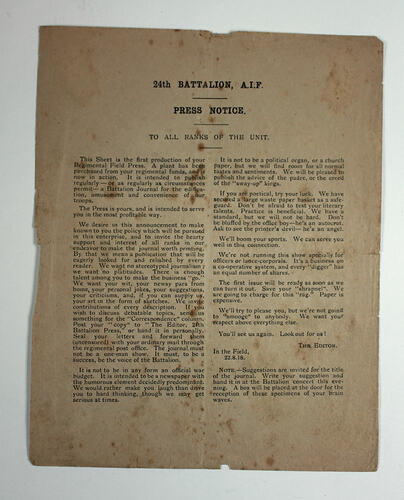 24th BATTALION, A.I.F.
PRESS NOTICE.
TO ALL RANKS OF THE UNIT.
This Sheet is the first production of your
Regimental Field Press. A plant has been
purchased from your regimental funds, and is
now in action. It is intended to publish
regularly—or as regularly as circumstances
permit—a Battalion Journal for the edification,
amusement and convenience of the
troops.
The Press is yours, and is intended to serve
you in the most profitable way.
We desire in this announcement to make
known to you the policy which will be pursued
in this enterprise, and to invite the hearty
support and interest of all ranks in our
endeavor to make the journal worth printing.
By that we mean a publication that will be
eagerly looked for and relished by every
reader. We want no stereotyped journalism;
we want no platitudes. There is enough
talent among you to make the business "go."
We want your wit, your newsy pars from
home, your personal jokes, your suggestions,
your criticisms, and, if you can supply us,
your art in the form of sketches. We invite
contributions of every description. If you
wish to discuss debatable topics, send us
something for the "Correspondence" column.
Post your "copy" to "The Editor, 24th
Battalion Press," or hand it in personally.
Seal your letters and forward them
(uncensored) with your ordinary mail through
the regimental post office. The journal must
not be a one-man show. It must, to be a
success, be the voice of the Battalion.
It is not to be in any form an official war
budget. It is intended to be a newspaper with
the humorous element decidedly predominant.
We would rather make you laugh than drive
you to hard thinking, though we may get
serious at times.
It is not to be a political organ, or a church
paper, but we will find room for all normal
tastes and sentiments. We will be pleased to
publish the advice of the padre, or the creed
of the "sway-up" kings.
If you are poetical, try your luck. We have
secured a large waste paper basket as a safeguard.
Don't be afraid to test your literary
talents. Practice is beneficial. We have a
standard, but we will not be hard. Don't
be bluffed by the office boy—he's an autocrat.
Ask to see the printer's devil—he's an angel.
We'll boom your sports. We can serve you
well in this connection.
We're not running this show specially for
officers or lance-corporals. It's a business on
a co-operative system, and every "digger" has
an equal number of shares.
The first issue will be ready as soon as we
can turn it out. Save your "shrapnel". We
are going to charge for this "rag." Paper is
expensive.
We'll try to please you, but we're not going
to "smooge" to anybody. We want your
respect above everything else.
You'll see us again. Look out for us!
THE EDITOR.
In the Field,
22.8.18.
NOTE.—Suggestions are invited for the title
of the journal. Write your suggestion and
hand it in at the Battalion concert this evening.
A box will be placed at the door for the
reception of these specimens of your brain
waves.